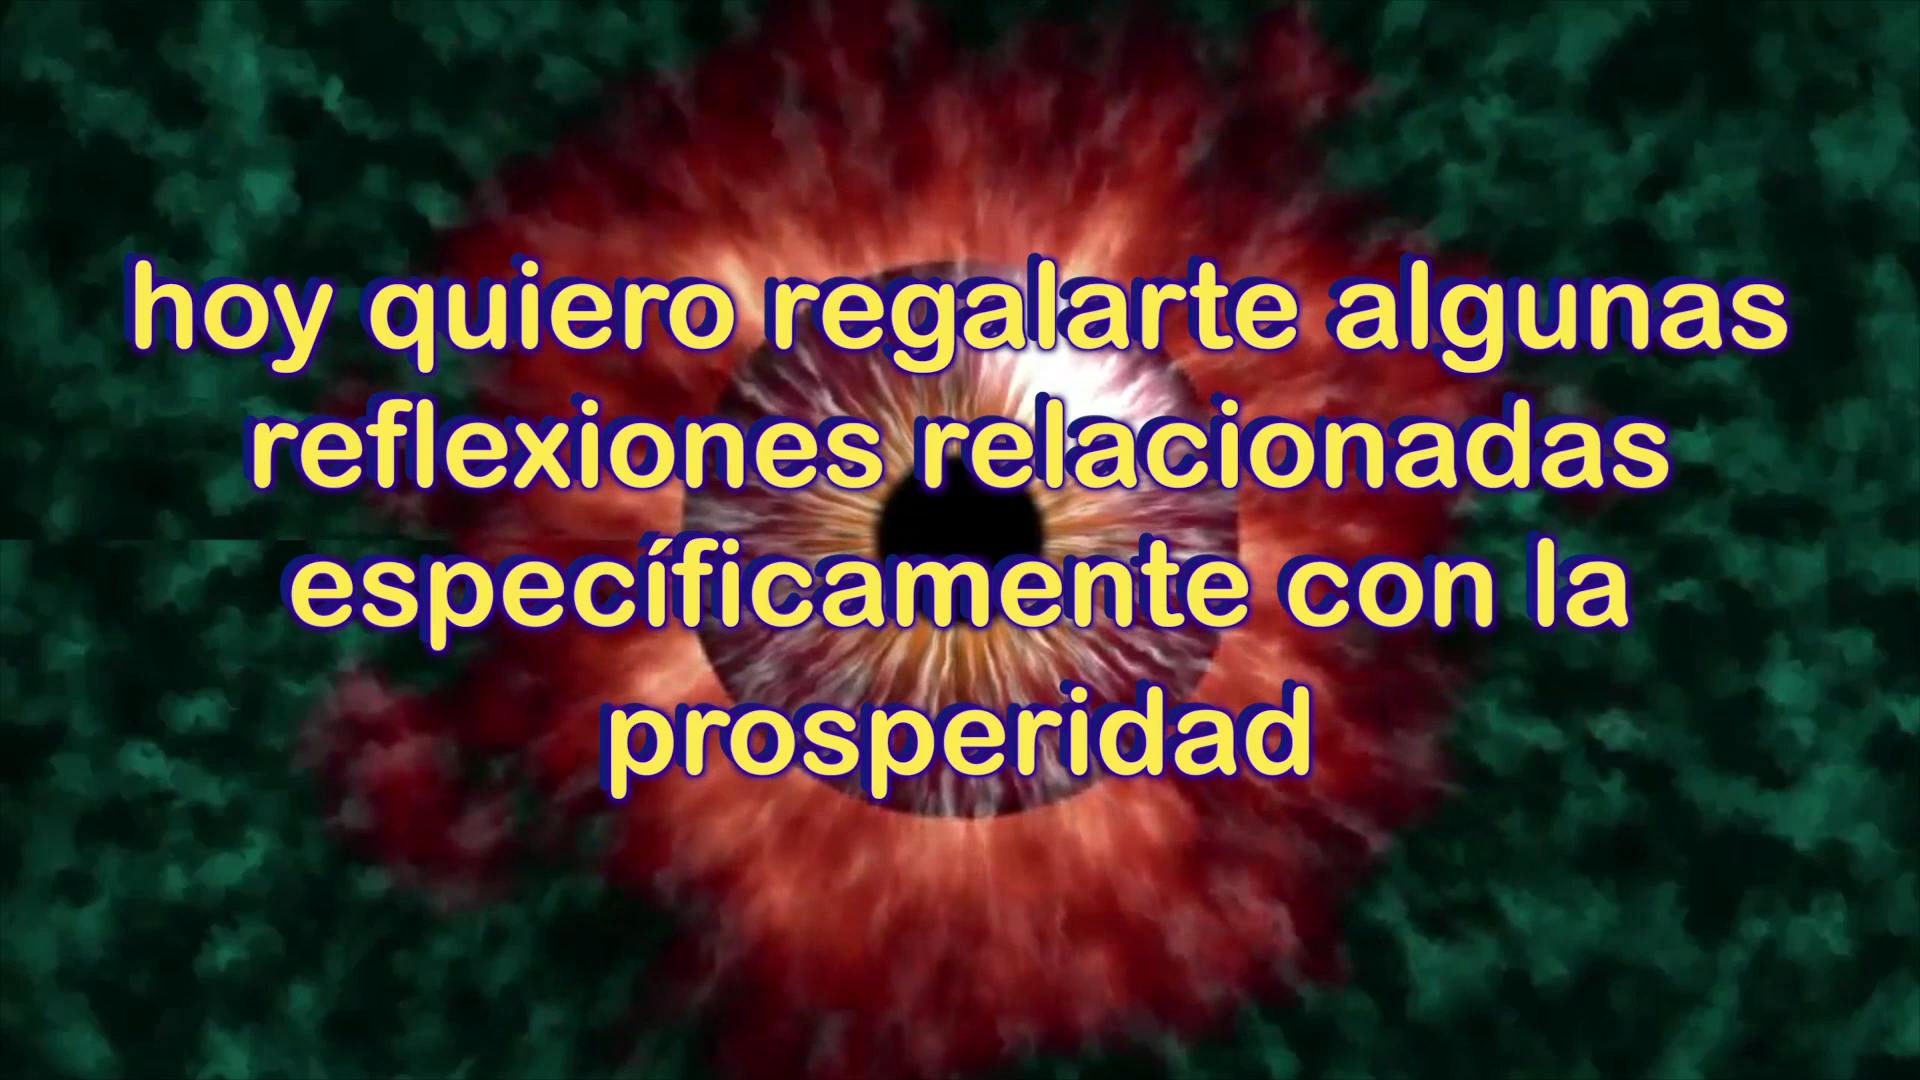 hoy quiero regalarte algunas
reflexiones relacionadas
específicamente con la
prosperidad